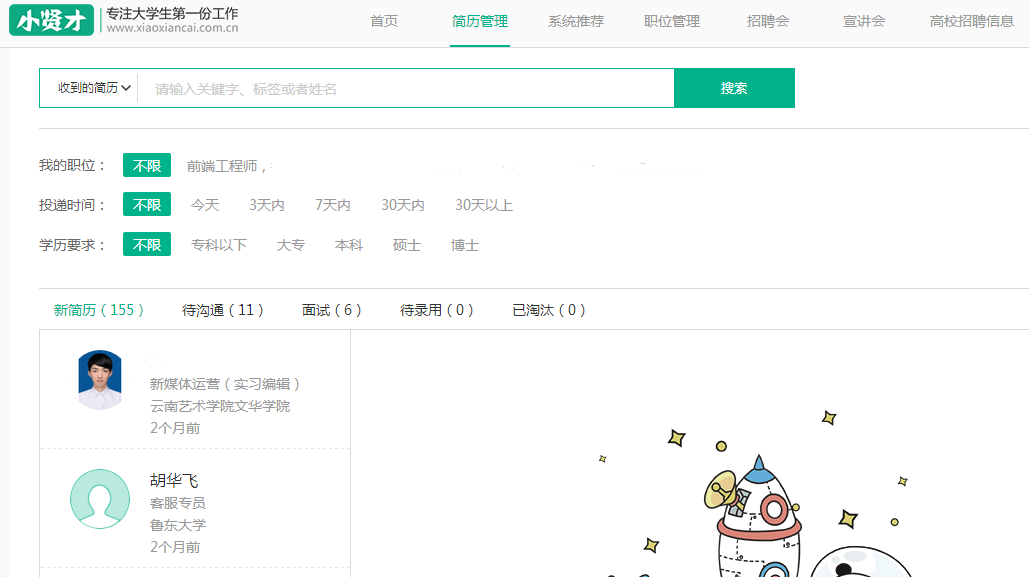 小贤才 专注大学生第一份工作
www.xiaoxiancai.com.cn
首页 简历管理 系统推荐 职位管理 招聘会 宣讲会 高校招聘信息
收到的简历 请输入关键字、标签或者姓名 搜索
我的职位： 不限 前端工程师，
投递时间： 不限 今天 3天内 7天内 30天内 30天以上
学历要求： 不限 专科以下 大专 本科 硕士 博士
新简历（155） 待沟通（11） 面试（6） 待录用（0） 已淘汰（0）
新媒体运营（实习编辑）
云南艺术学院文华学院
2个月前
胡华飞
客服专员
鲁东大学
2个月前